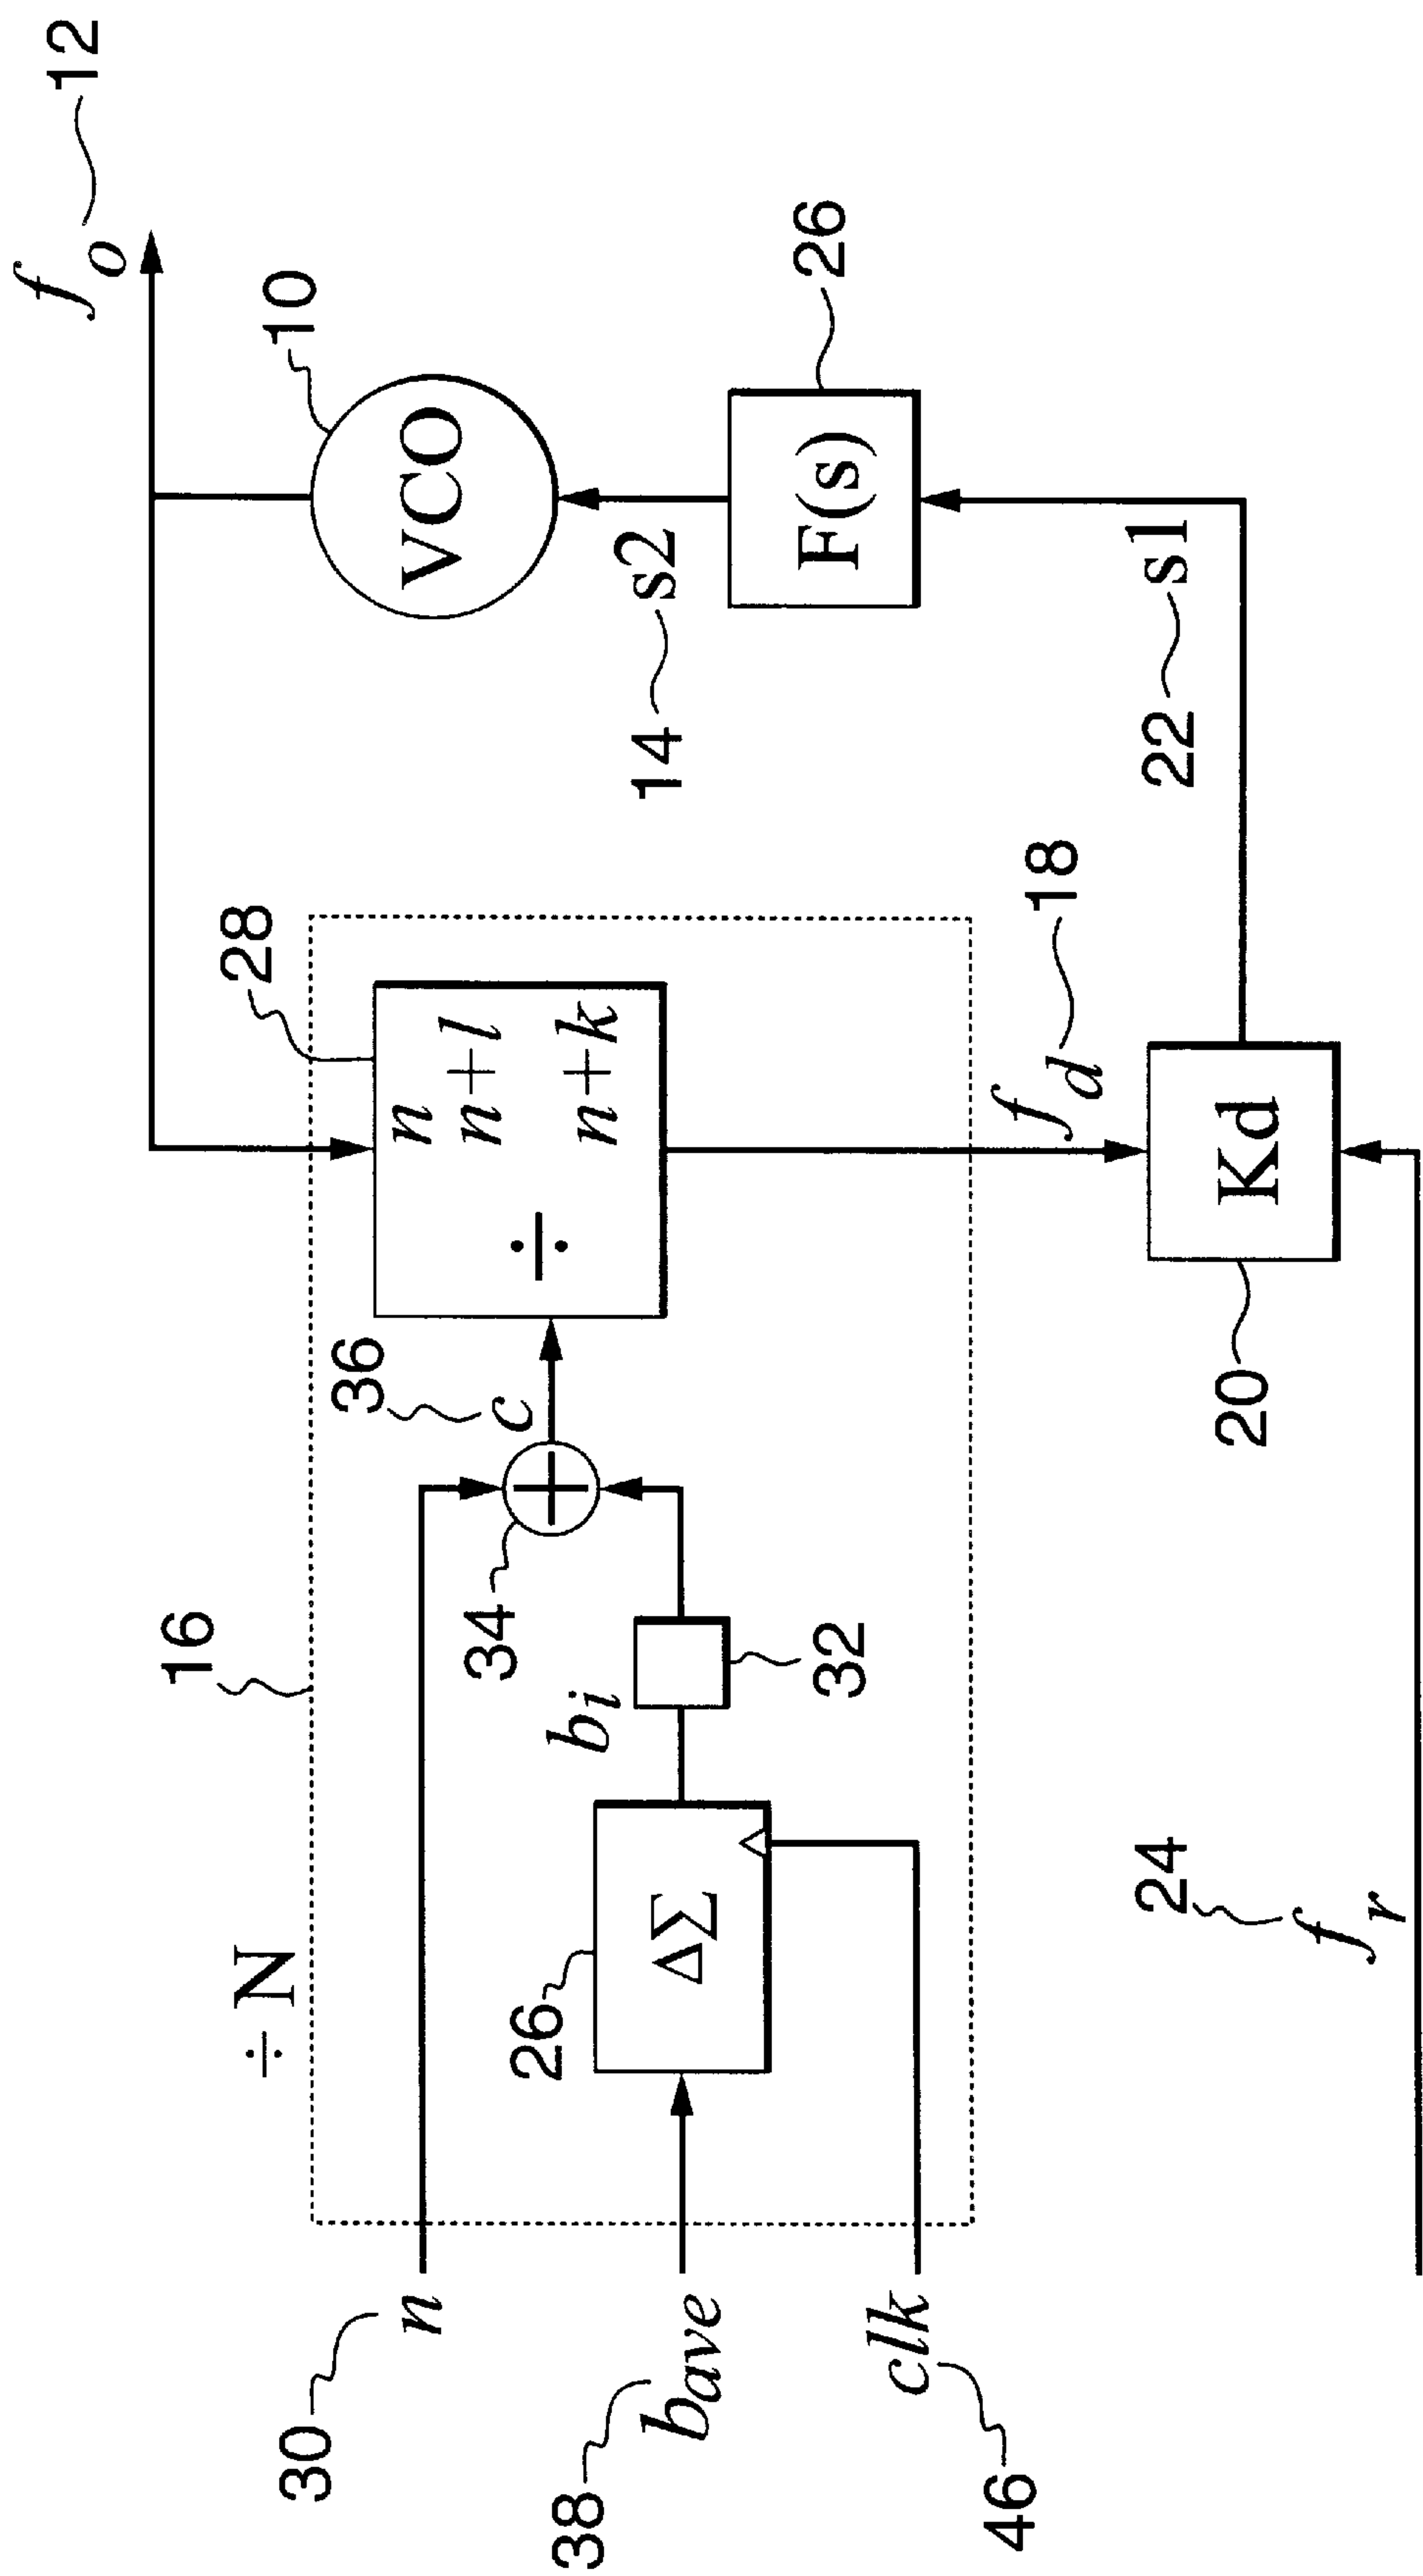 f_o 12
10
VCO
28
n
n+l
n+k
÷
16
÷ N
36
c
34
b_i
32
26
ΔΣ
30
n
38
b_ave
46
clk
14
s2
26
F(s)
22
s1
f_d 18
Kd
20
24
f_r